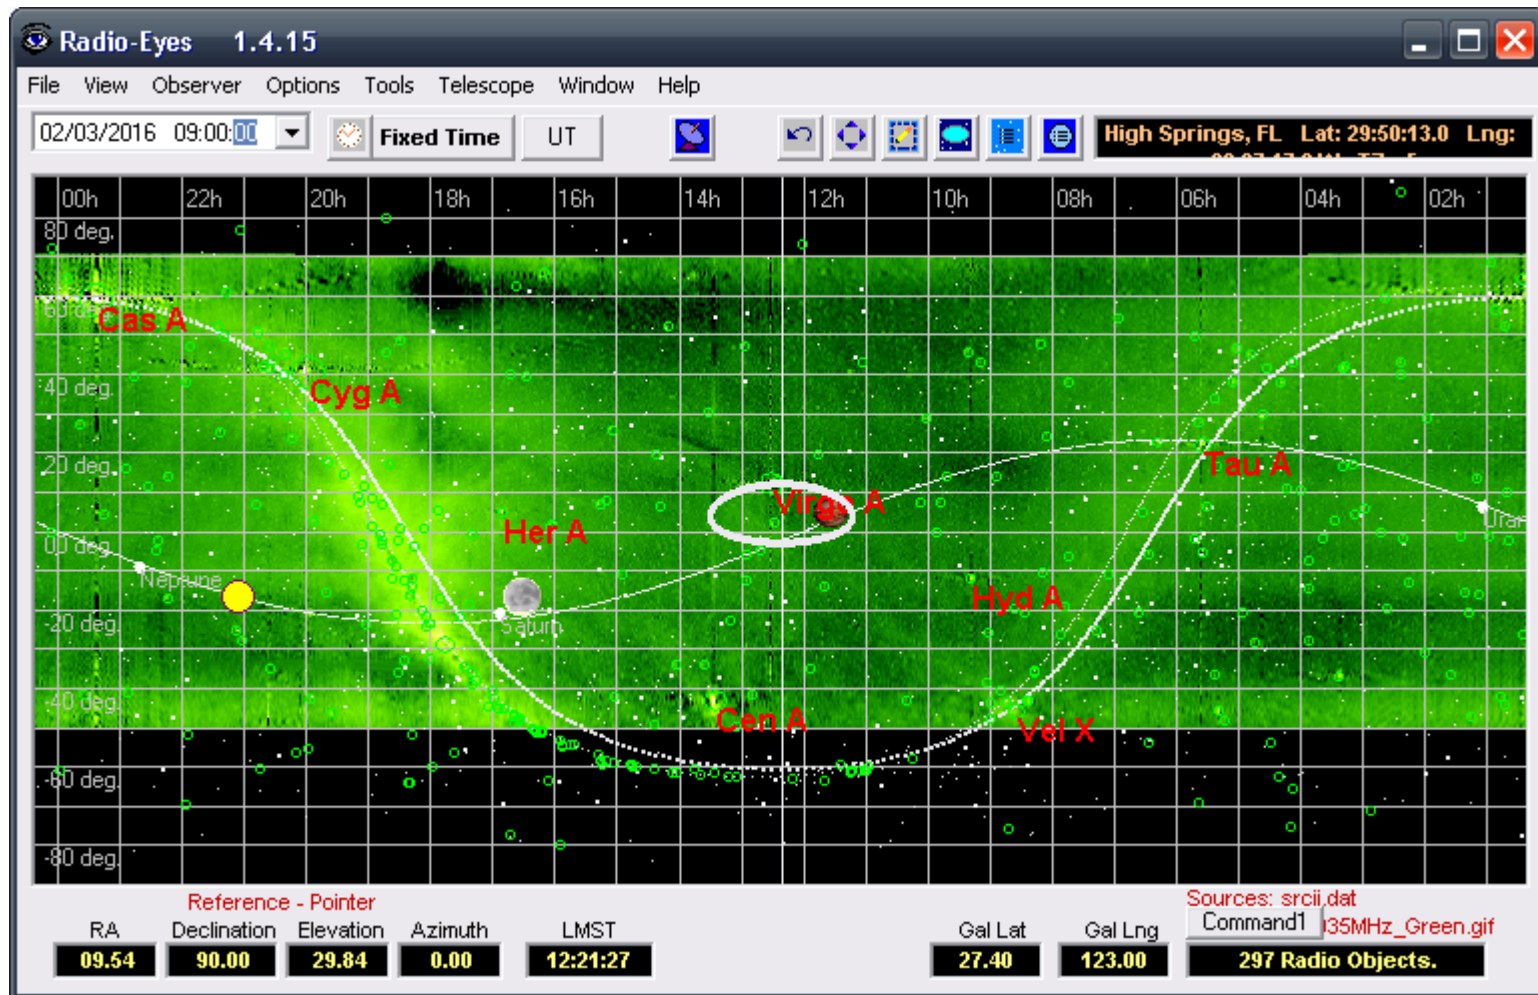 Radio-Eyes 1.4.15
File View Observer Options Tools Telescope Window Help
02/03/2016 09:00:00
Fixed Time
UT
High Springs, FL Lat: 29:50:13.0 Lng:
00h 22h 20h 18h 16h 14h 12h 10h 08h 06h 04h 02h
80 deg.
Cas A
40 deg.
Cyg A
20 deg.
Tau A
Virgo A
Her A
00 deg
Uran
Neptune
Hyd A
-20 deg.
Saturn
-40 deg.
Cen A
Vel X
-60 deg.
-80 deg.
Reference - Pointer
Sources: srcii.dat
Command1 035MHz_Green.gif
RA Declination Elevation Azimuth LMST Gal Lat Gal Lng
09.54 90.00 29.84 0.00 12:21:27 27.40 123.00 297 Radio Objects.